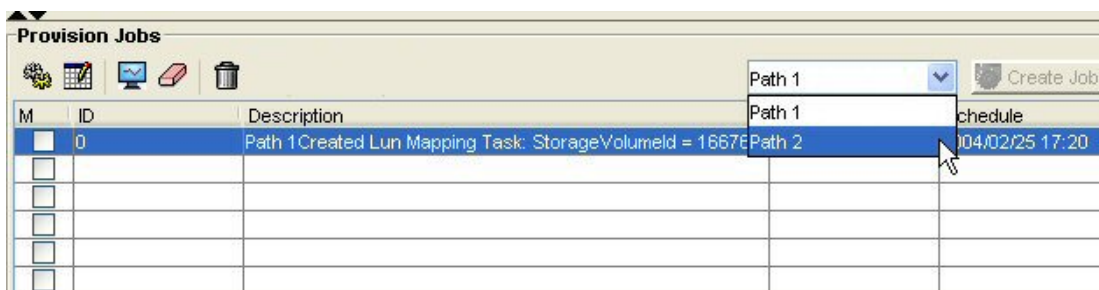 Provision Jobs
Path 1 Create Job
M ID Description Path 1 chedule
0 Path 1Created Lun Mapping Task: StorageVolumeId = 16676 Path 2 004/02/25 17:20